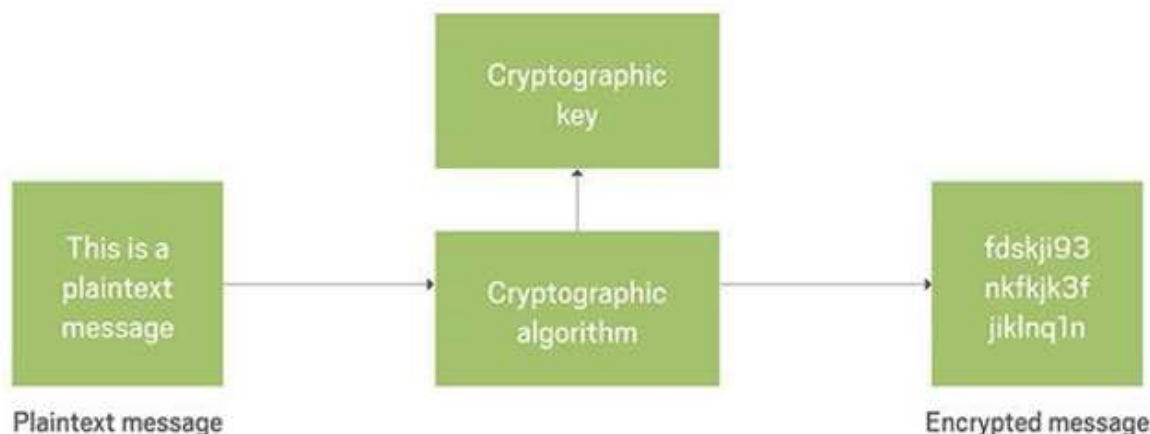 Cryptographic
key
This is a
plaintext
message
Cryptographic
algorithm
fdskji93
nkfkjk3f
jiklnq1n
Plaintext message
Encrypted message